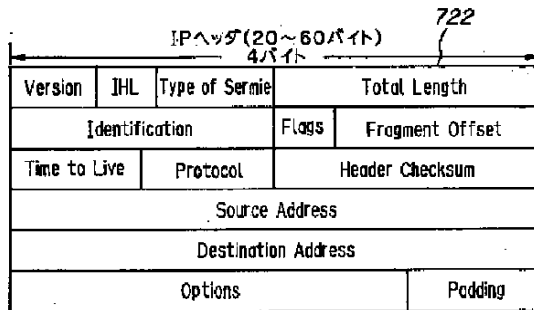 722
IPヘッダ(20～60バイト)
4バイト
Version IHL Type of Sermie Total Length
Identification Flags Fragment Offset
Time to Live Protocol Header Checksum
Source Address
Destination Address
Options Padding